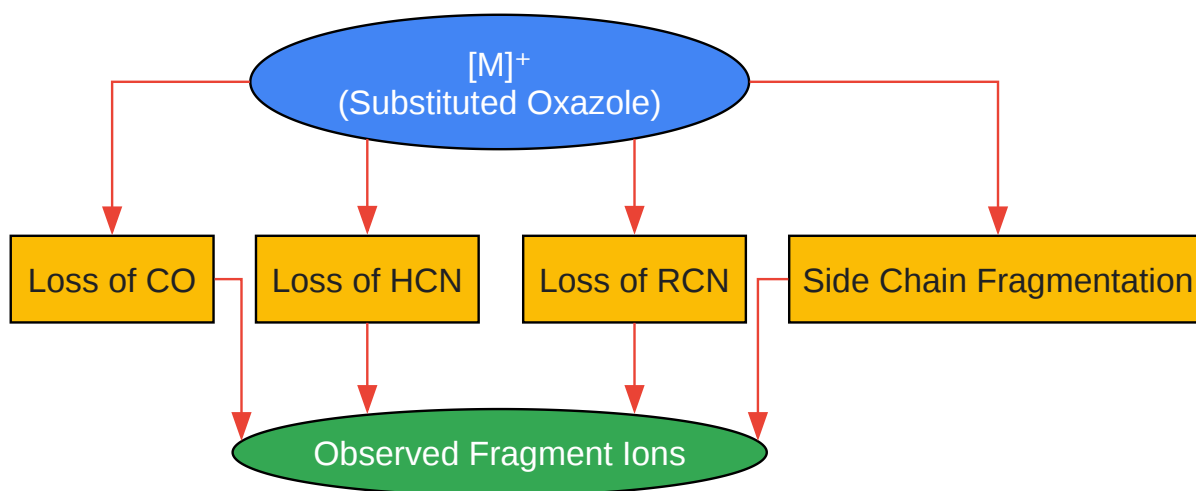 [M]⁺
(Substituted Oxazole)
Loss of CO
Loss of HCN
Loss of RCN
Side Chain Fragmentation
Observed Fragment Ions